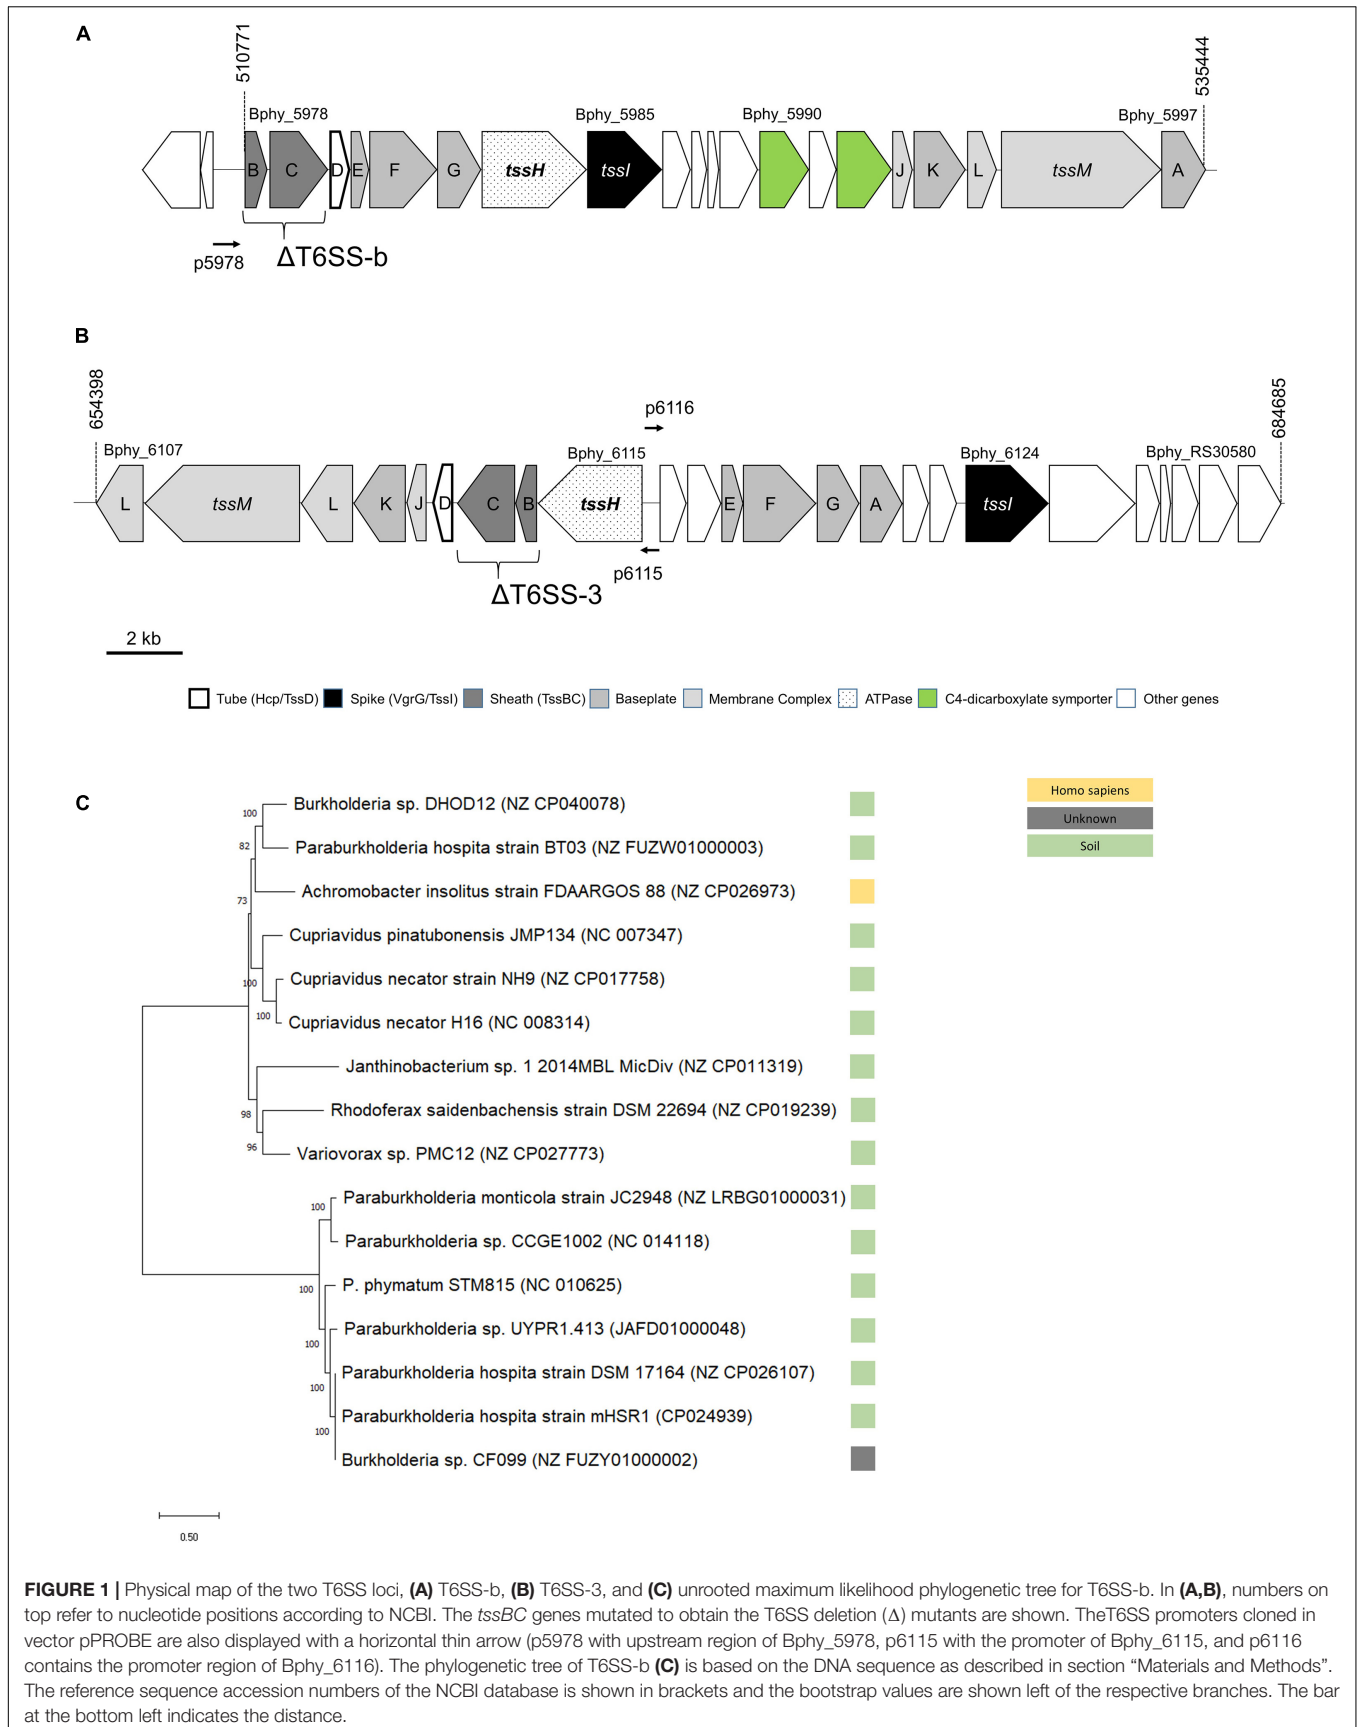 A
510771
535444
Bphy_5978
Bphy_5985
Bphy_5990
Bphy_5997
B C D E F G tssH tssI J K L tssM A
p5978
ΔT6SS-b
B
654398
684685
p6116
Bphy_6107
Bphy_6115
Bphy_6124
Bphy_RS30580
L tssM L K J D C B tssH E F G A tssI
p6115
ΔT6SS-3
2 kb
Tube (Hcp/TssD) Spike (VgrG/TssI) Sheath (TssBC) Baseplate Membrane Complex ATPase C4-dicarboxylate symporter Other genes
C
Homo sapiens
Unknown
Soil
Burkholderia sp. DHOD12 (NZ CP040078)
100
Paraburkholderia hospita strain BT03 (NZ FUZW01000003)
82
Achromobacter insolitus strain FDAARGOS 88 (NZ CP026973)
73
Cupriavidus pinatubonensis JMP134 (NC 007347)
Cupriavidus necator strain NH9 (NZ CP017758)
100
Cupriavidus necator H16 (NC 008314)
100
Janthinobacterium sp. 1 2014MBL MicDiv (NZ CP011319)
Rhodoferax saidenbachensis strain DSM 22694 (NZ CP019239)
98
Variovorax sp. PMC12 (NZ CP027773)
96
Paraburkholderia monticola strain JC2948 (NZ LRBG01000031)
100
Paraburkholderia sp. CCGE1002 (NC 014118)
P. phymatum STM815 (NC 010625)
100
Paraburkholderia sp. UYPR1.413 (JAFD01000048)
100
Paraburkholderia hospita strain DSM 17164 (NZ CP026107)
100
Paraburkholderia hospita strain mHSR1 (CP024939)
100
Burkholderia sp. CF099 (NZ FUZY01000002)
0.50
FIGURE 1 | Physical map of the two T6SS loci, (A) T6SS-b, (B) T6SS-3, and (C) unrooted maximum likelihood phylogenetic tree for T6SS-b. In (A,B), numbers on
top refer to nucleotide positions according to NCBI. The tssBC genes mutated to obtain the T6SS deletion (Δ) mutants are shown. TheT6SS promoters cloned in
vector pPROBE are also displayed with a horizontal thin arrow (p5978 with upstream region of Bphy_5978, p6115 with the promoter of Bphy_6115, and p6116
contains the promoter region of Bphy_6116). The phylogenetic tree of T6SS-b (C) is based on the DNA sequence as described in section “Materials and Methods”.
The reference sequence accession numbers of the NCBI database is shown in brackets and the bootstrap values are shown left of the respective branches. The bar
at the bottom left indicates the distance.